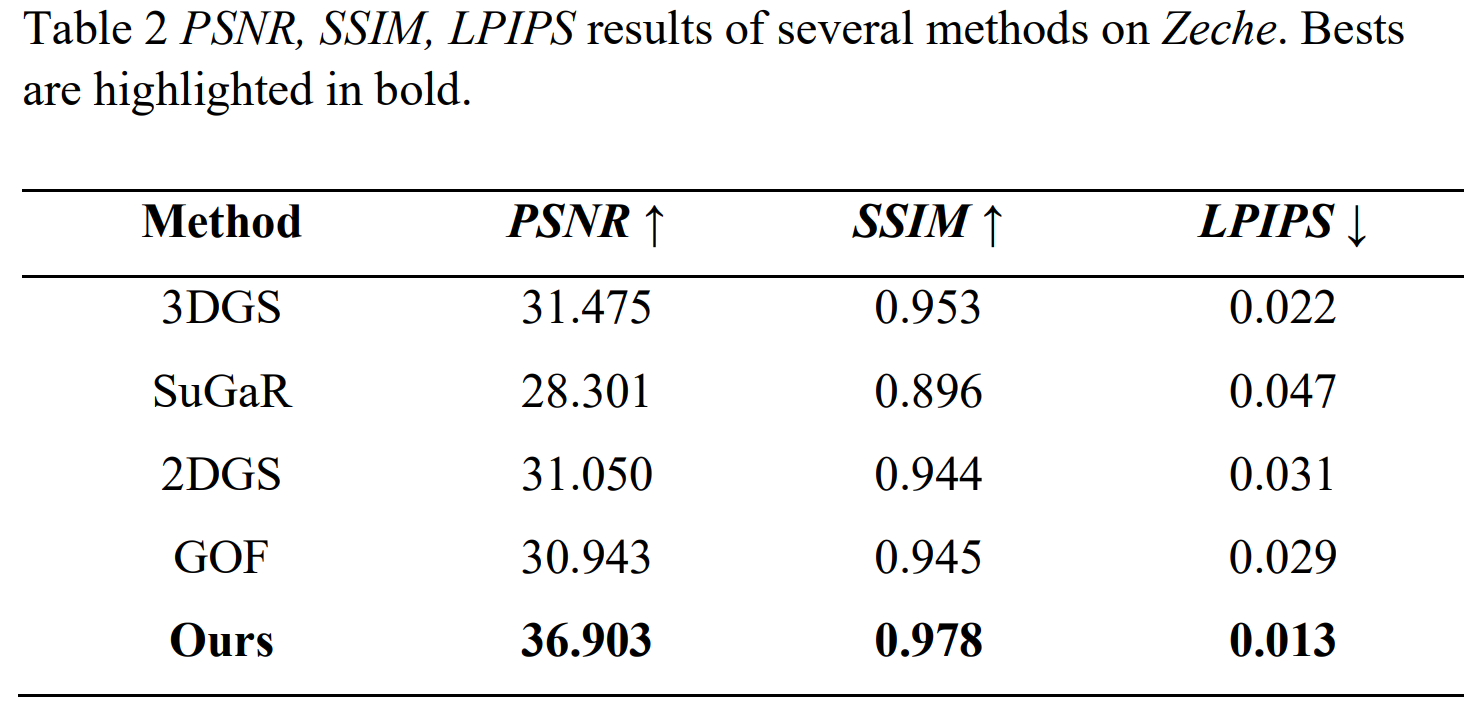 Table 2 PSNR, SSIM, LPIPS results of several methods on Zeche. Bests
are highlighted in bold.
Method PSNR ↑ SSIM ↑ LPIPS ↓
3DGS 31.475 0.953 0.022
SuGaR 28.301 0.896 0.047
2DGS 31.050 0.944 0.031
GOF 30.943 0.945 0.029
Ours 36.903 0.978 0.013